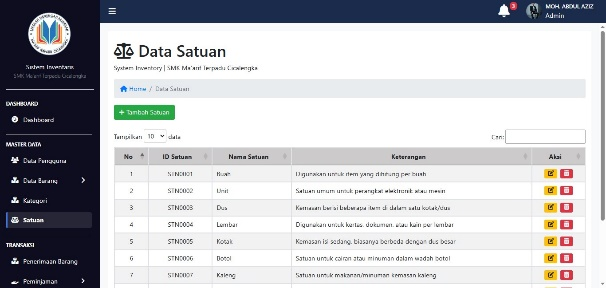 MOH. ABDUL AZIZ
3
Admin
Sistem Inventaris
SMK Ma'arif Terpadu Cicalengka
DASHBOARD
Dashboard
MASTER DATA
Data Pengguna
Data Barang
Kategori
Satuan
TRANSAKSI
Penerimaan Barang
Peminjaman
Data Satuan
System Inventory | SMK Ma'arif Terpadu Cicalengka
Home / Data Satuan
+ Tambah Satuan
Tampilkan 10 data
Cari:
No ID Satuan Nama Satuan Keterangan Aksi
1 STN0001 Buah Digunakan untuk item yang dihitung per buah
2 STN0002 Unit Satuan umum untuk perangkat elektronik atau mesin
3 STN0003 Dus Kemasan berisi beberapa item di dalam satu kotak/dus
4 STN0004 Lembar Digunakan untuk kertas, dokumen, atau kain per lembar
5 STN0005 Kotak Kemasan isi sedang, biasanya berbeda dengan dus besar
6 STN0006 Botol Satuan untuk cairan atau minuman dalam wadah botol
7 STN0007 Kaleng Satuan untuk makanan/minuman kemasan kaleng